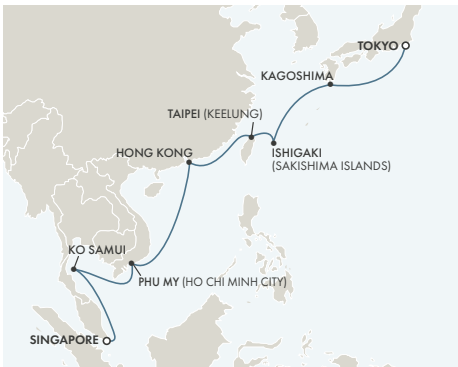 TOKYO
KAGOSHIMA
TAIPEI (KEELUNG)
HONG KONG
ISHIGAKI
(SAKISHIMA ISLANDS)
KO SAMUI
PHU MY (HO CHI MINH CITY)
SINGAPORE